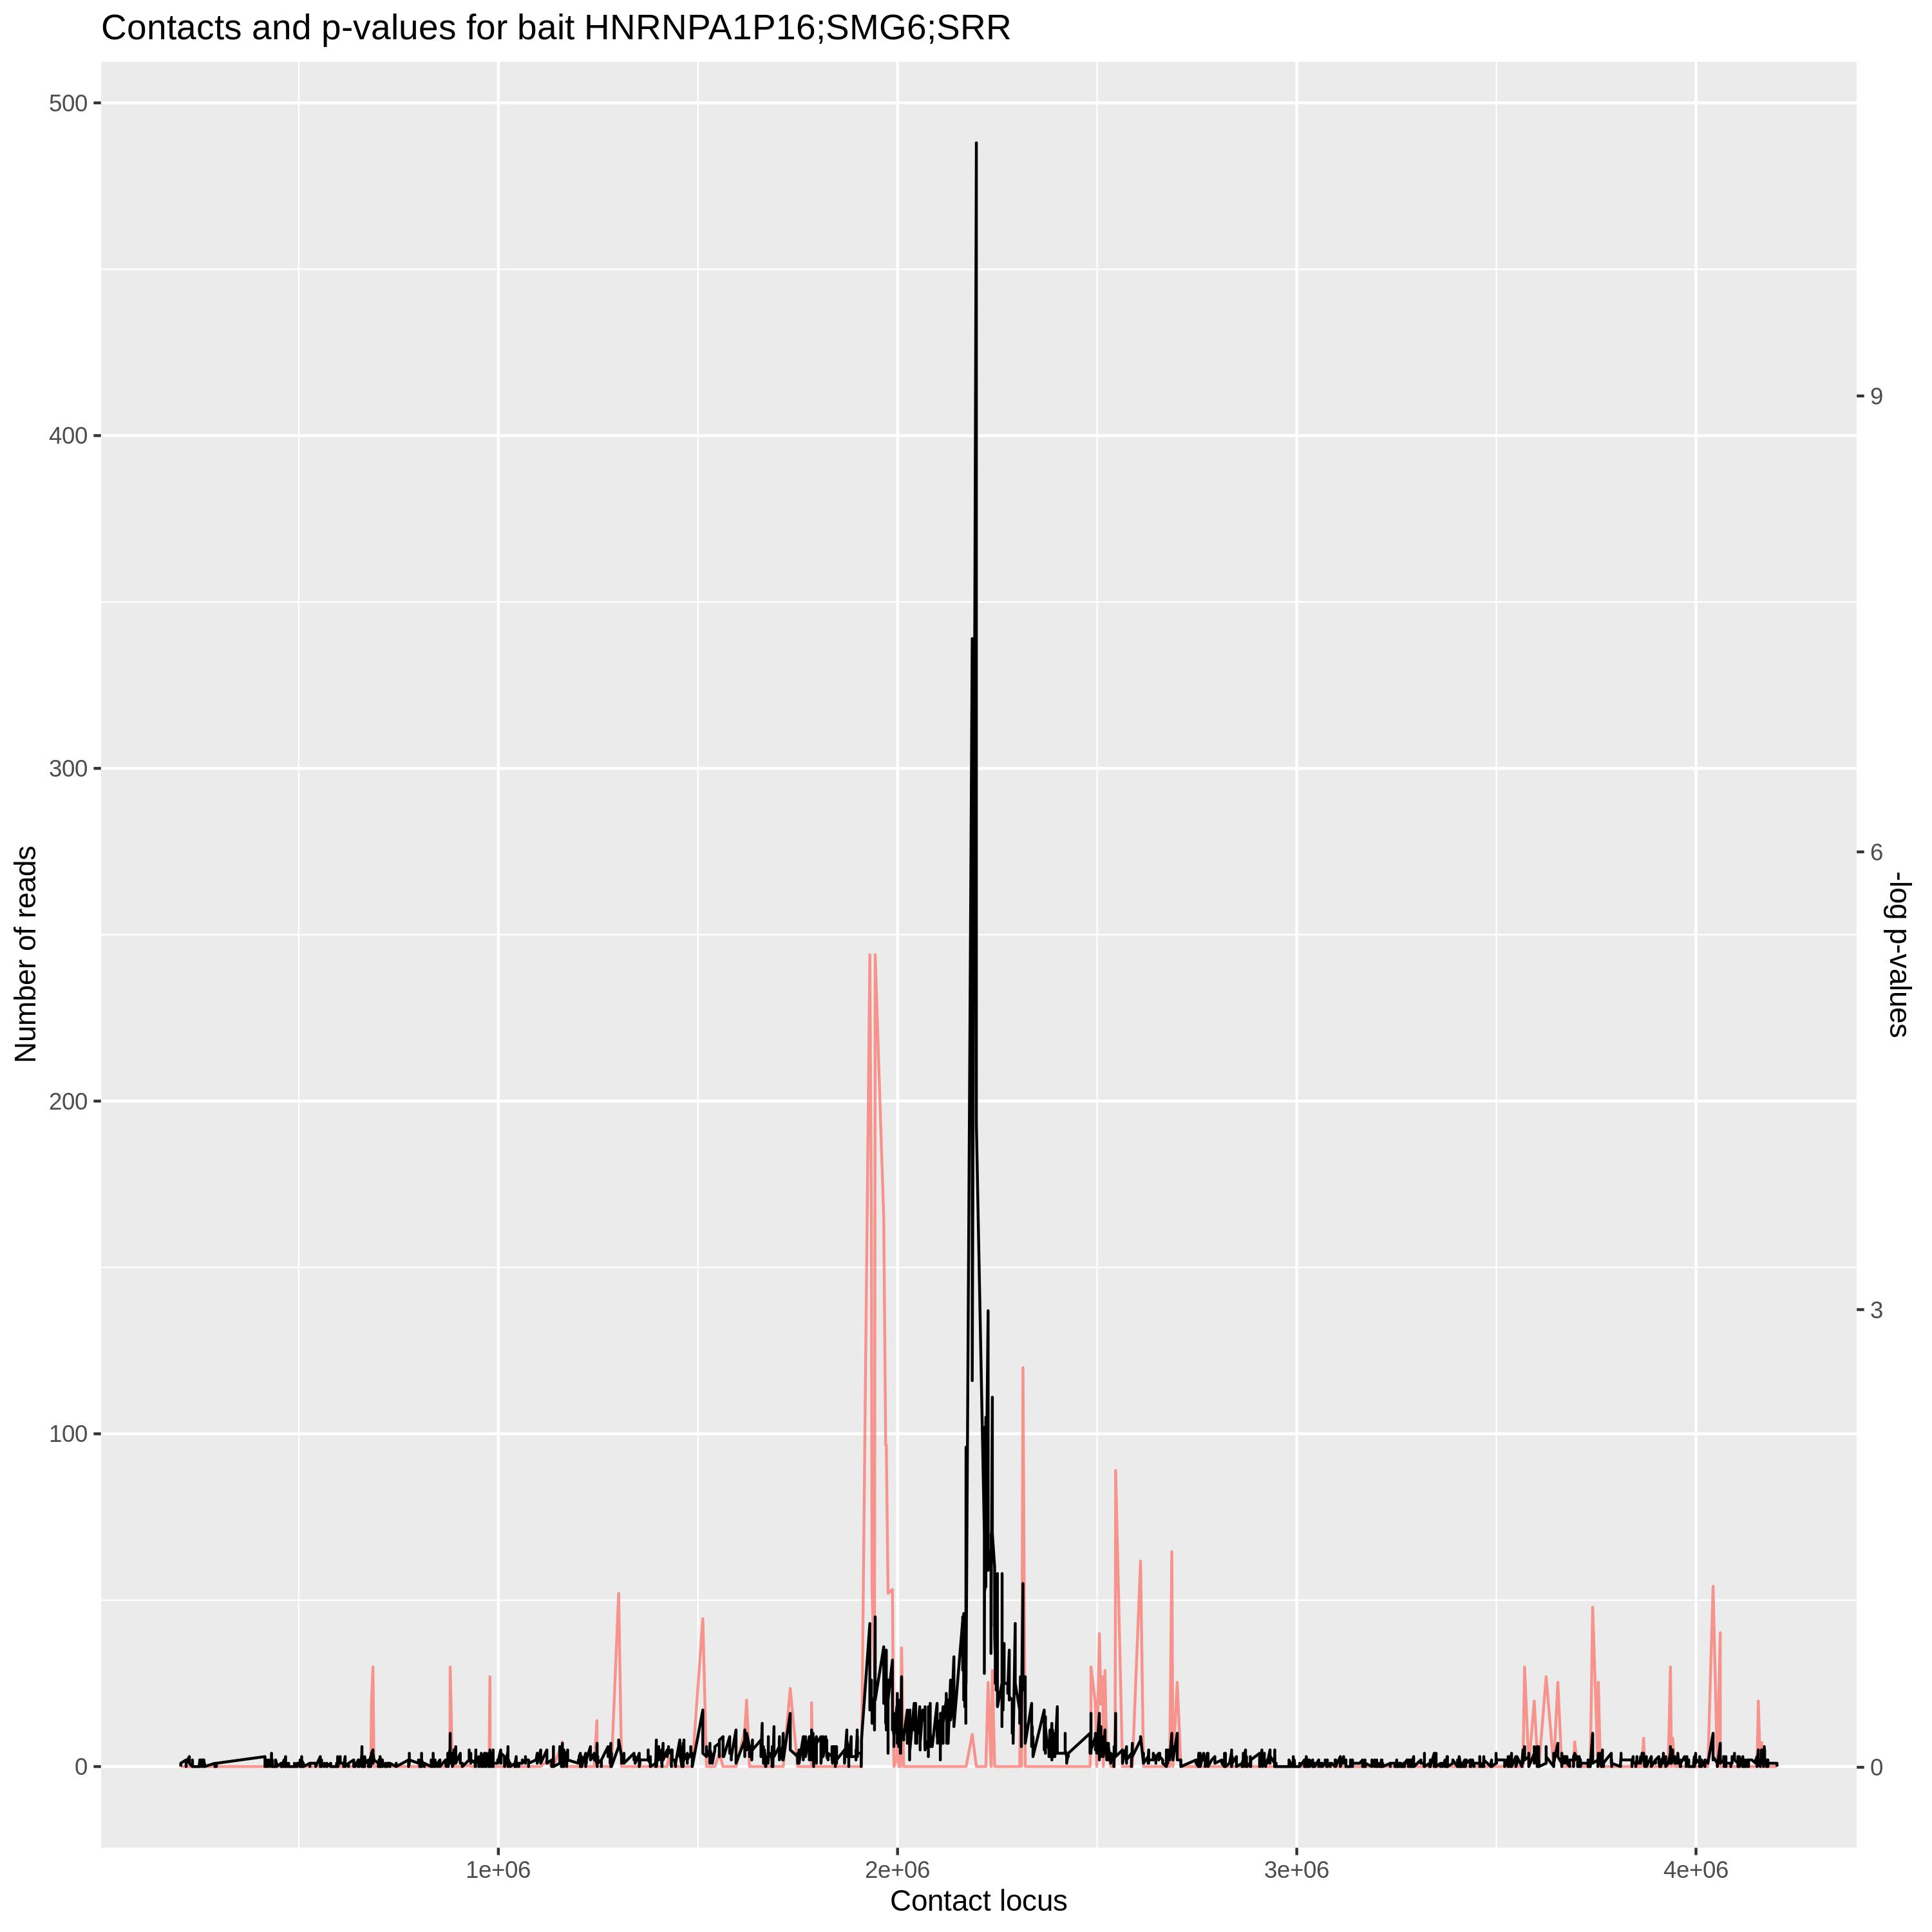 Contacts and p-values for bait HNRNPA1P16;SMG6;SRR
500
400
300
200
100
0
Number of reads
9
6
3
0
-log p-values
1e+06
2e+06
3e+06
4e+06
Contact locus